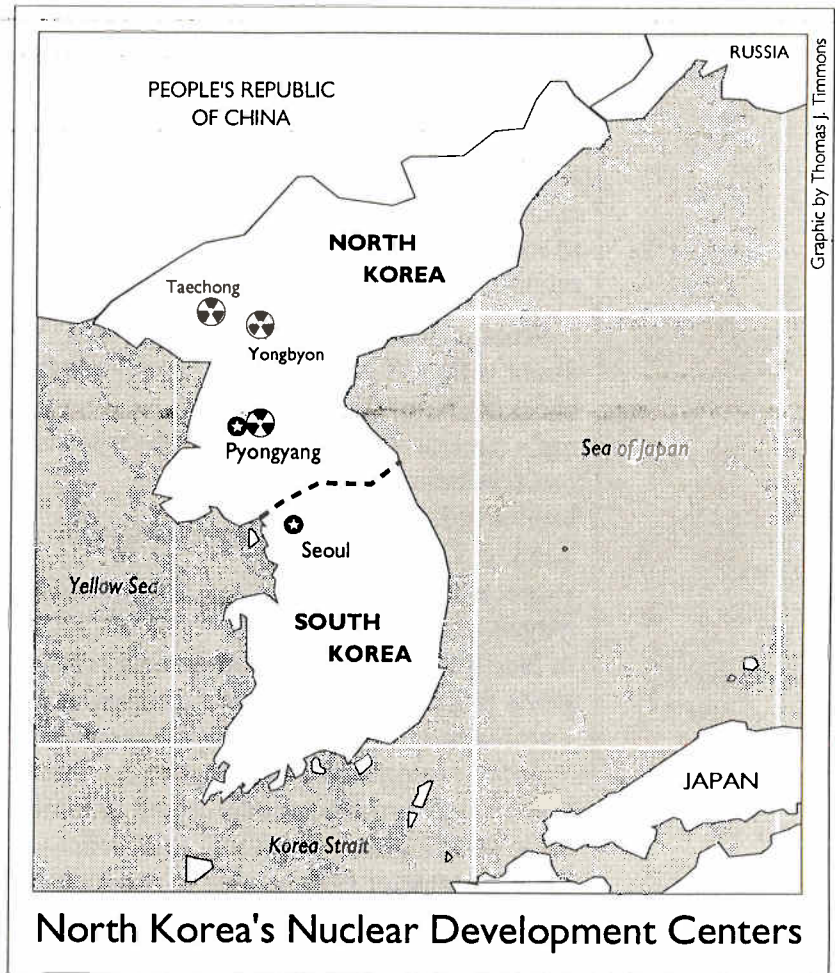 RUSSIA
PEOPLE'S REPUBLIC
OF CHINA
Graphic by Thomas J. Timmons
NORTH
KOREA
Taechong
Yongbyon
Pyongyang
Sea of Japan
Seoul
Yellow Sea
SOUTH
KOREA
JAPAN
Korea Strait
North Korea's Nuclear Development Centers